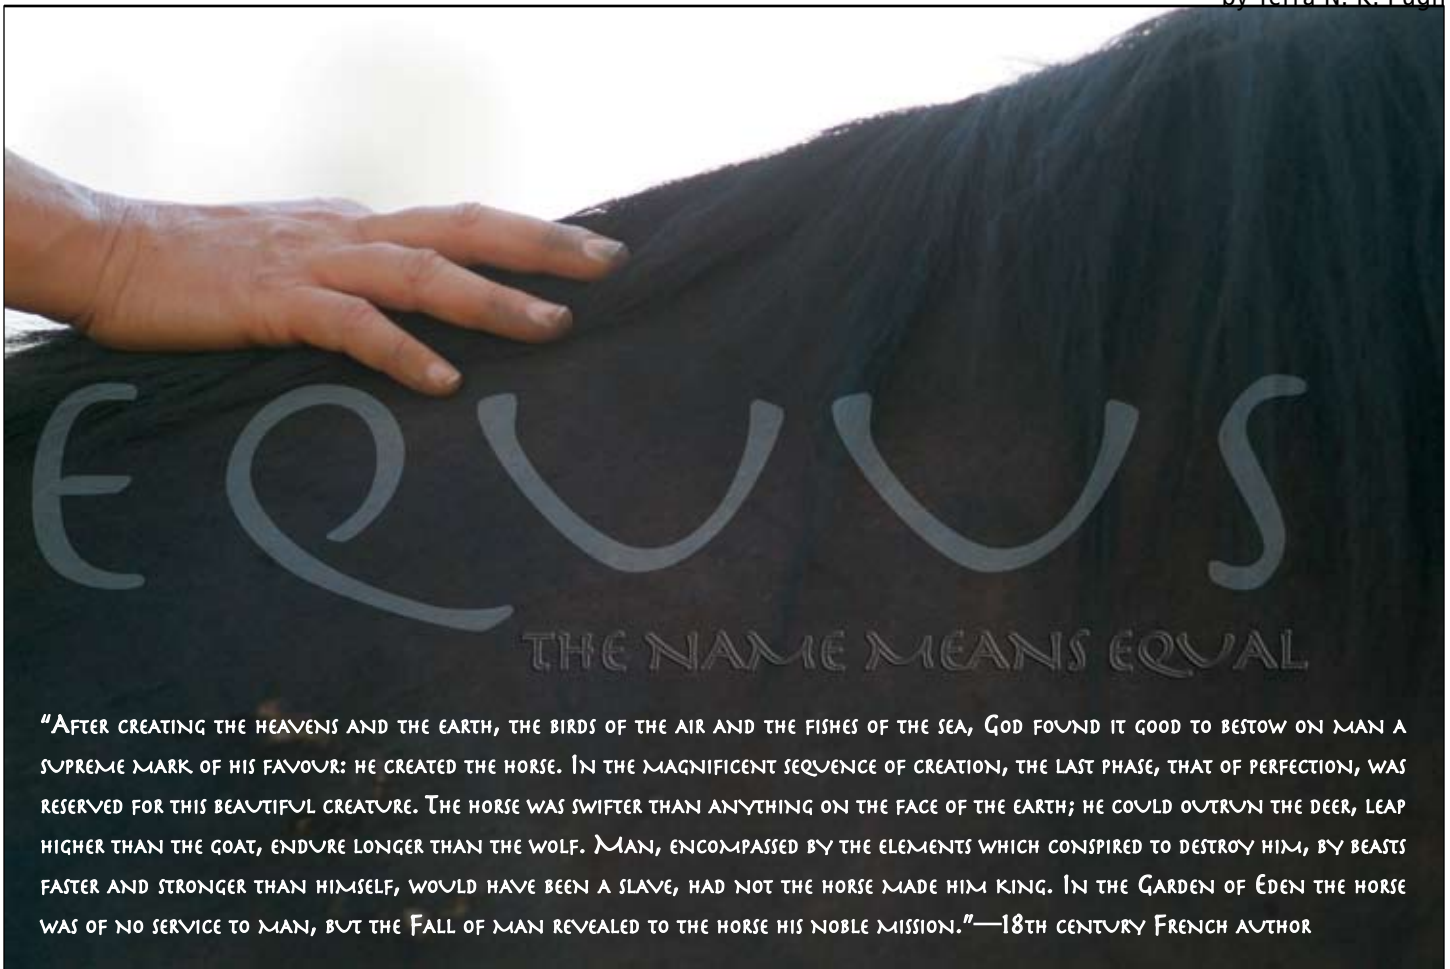 by Terra N. K. Pugh
EQUUS
THE NAME MEANS EQUAL
“After creating the heavens and the earth, the birds of the air and the fishes of the sea, God found it good to bestow on man a
supreme mark of his favour: he created the horse. In the magnificent sequence of creation, the last phase, that of perfection, was
reserved for this beautiful creature. The horse was swifter than anything on the face of the earth; he could outrun the deer, leap
higher than the goat, endure longer than the wolf. Man, encompassed by the elements which conspired to destroy him, by beasts
faster and stronger than himself, would have been a slave, had not the horse made him king. In the Garden of Eden the horse
was of no service to man, but the Fall of man revealed to the horse his noble mission.”—18th century French author